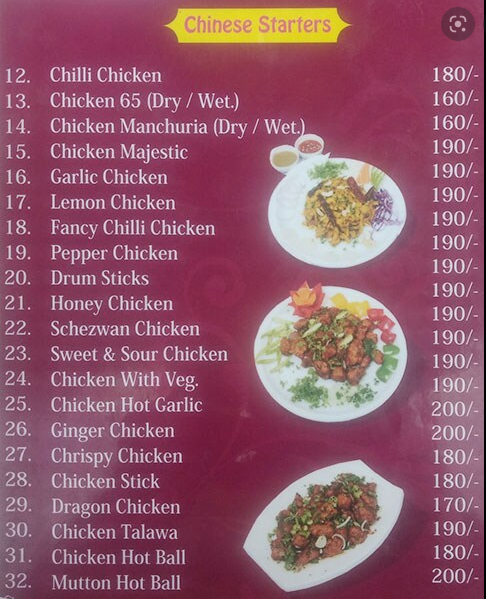 Chinese Starters
12. Chilli Chicken
13. Chicken 65 (Dry / Wet.)
14. Chicken Manchuria (Dry / Wet.)
15. Chicken Majestic
16. Garlic Chicken
17. Lemon Chicken
18. Fancy Chilli Chicken
19. Pepper Chicken
20. Drum Sticks
21. Honey Chicken
22. Schezwan Chicken
23. Sweet & Sour Chicken
24. Chicken With Veg.
25. Chicken Hot Garlic
26. Ginger Chicken
27. Chrispy Chicken
28. Chicken Stick
29. Dragon Chicken
30. Chicken Talawa
31. Chicken Hot Ball
32. Mutton Hot Ball
180/-
160/-
160/-
190/-
190/-
190/-
190/-
190/-
190/-
190/-
190/-
190/-
190/-
190/-
200/-
200/-
180/-
180/-
170/-
190/-
180/-
200/-